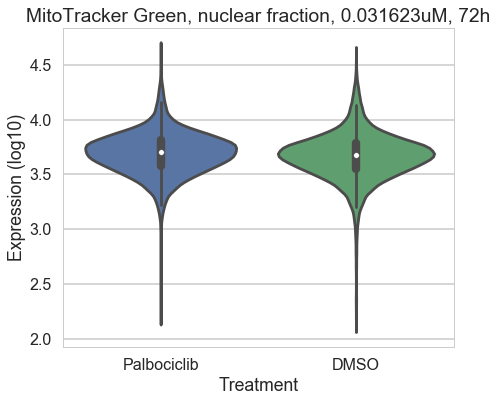 MitoTracker Green, nuclear fraction, 0.031623uM, 72h
4.5
4.0
3.5
3.0
2.5
2.0
Expression (log10)
Palbociclib DMSO
Treatment